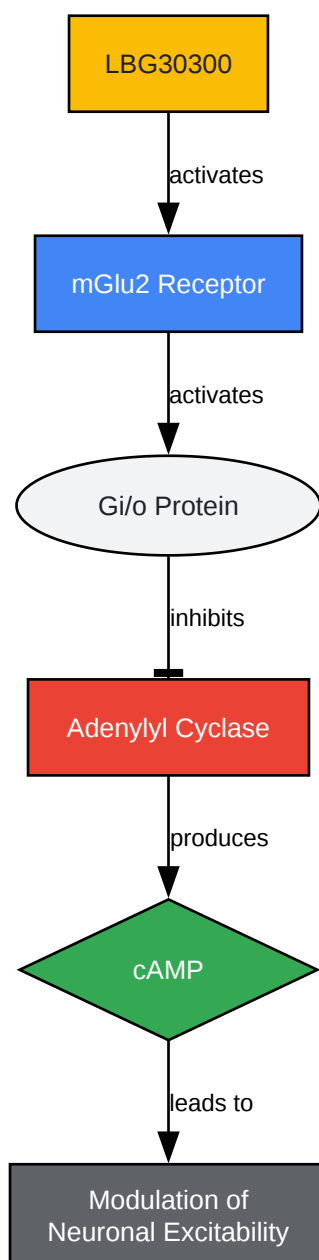 LBG30300
activates
mGlu2 Receptor
activates
Gi/o Protein
inhibits
Adenylyl Cyclase
produces
cAMP
leads to
Modulation of
Neuronal Excitability